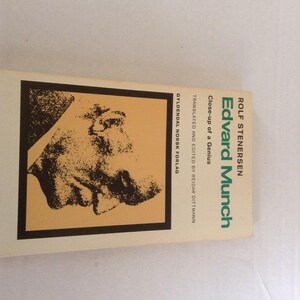 ROLF STENERSEN
Edvard Munch
Close-up of a Genius
TRANSLATED AND EDITED BY REIDAR DITTMANN
GYLDENDAL NORSK FORLAG